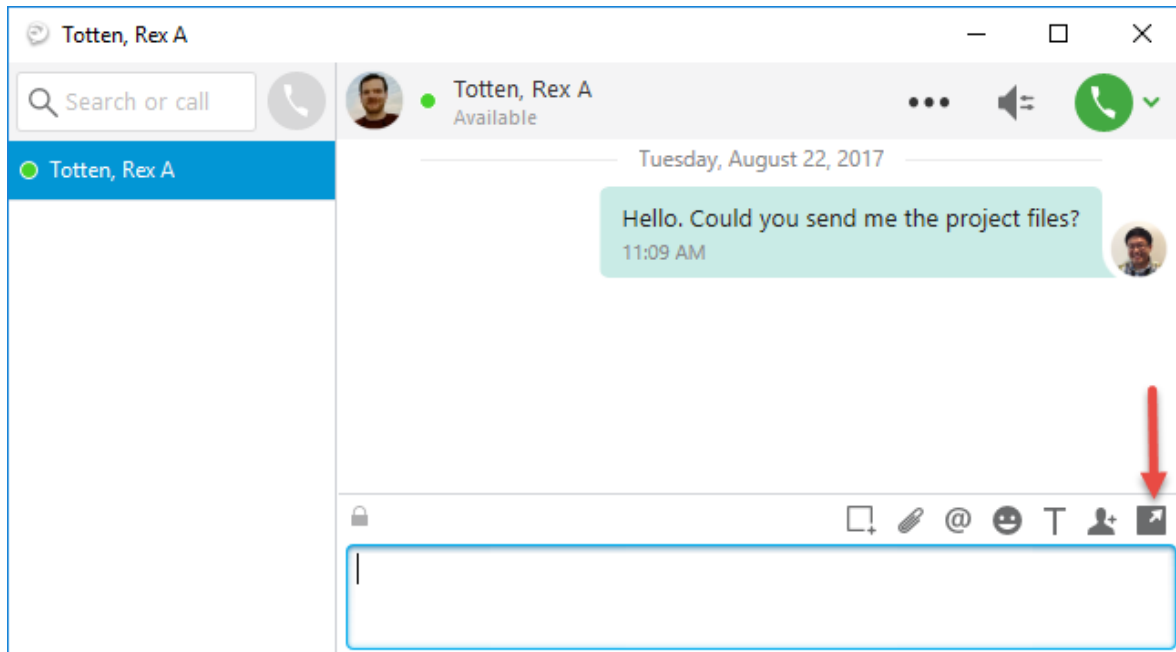 Totten, Rex A
Search or call
Totten, Rex A
Totten, Rex A
Available
Tuesday, August 22, 2017
Hello. Could you send me the project files?
11:09 AM
@
T